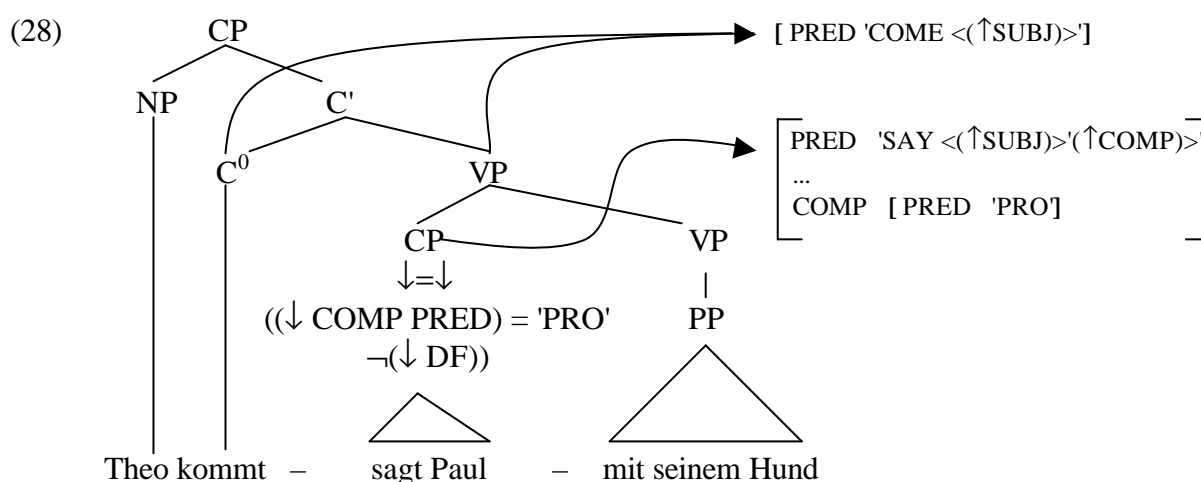 (28) CP [ PRED 'COME <(↑SUBJ)>']
NP C'
PRED 'SAY <(↑SUBJ)>'(↑COMP)>'
C⁰ VP
...
COMP [ PRED 'PRO']
CP VP
↓=↓
((↓ COMP PRED) = 'PRO' PP
¬(↓ DF))
Theo kommt – sagt Paul – mit seinem Hund